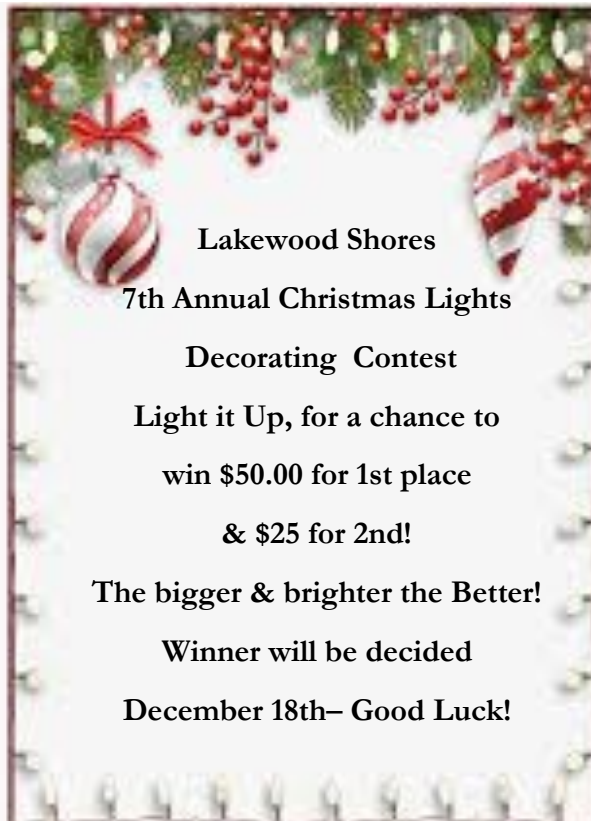 Lakewood Shores
7th Annual Christmas Lights
Decorating  Contest
Light it Up, for a chance to
win $50.00 for 1st place
& $25 for 2nd!
The bigger & brighter the Better!
Winner will be decided
December 18th– Good Luck!